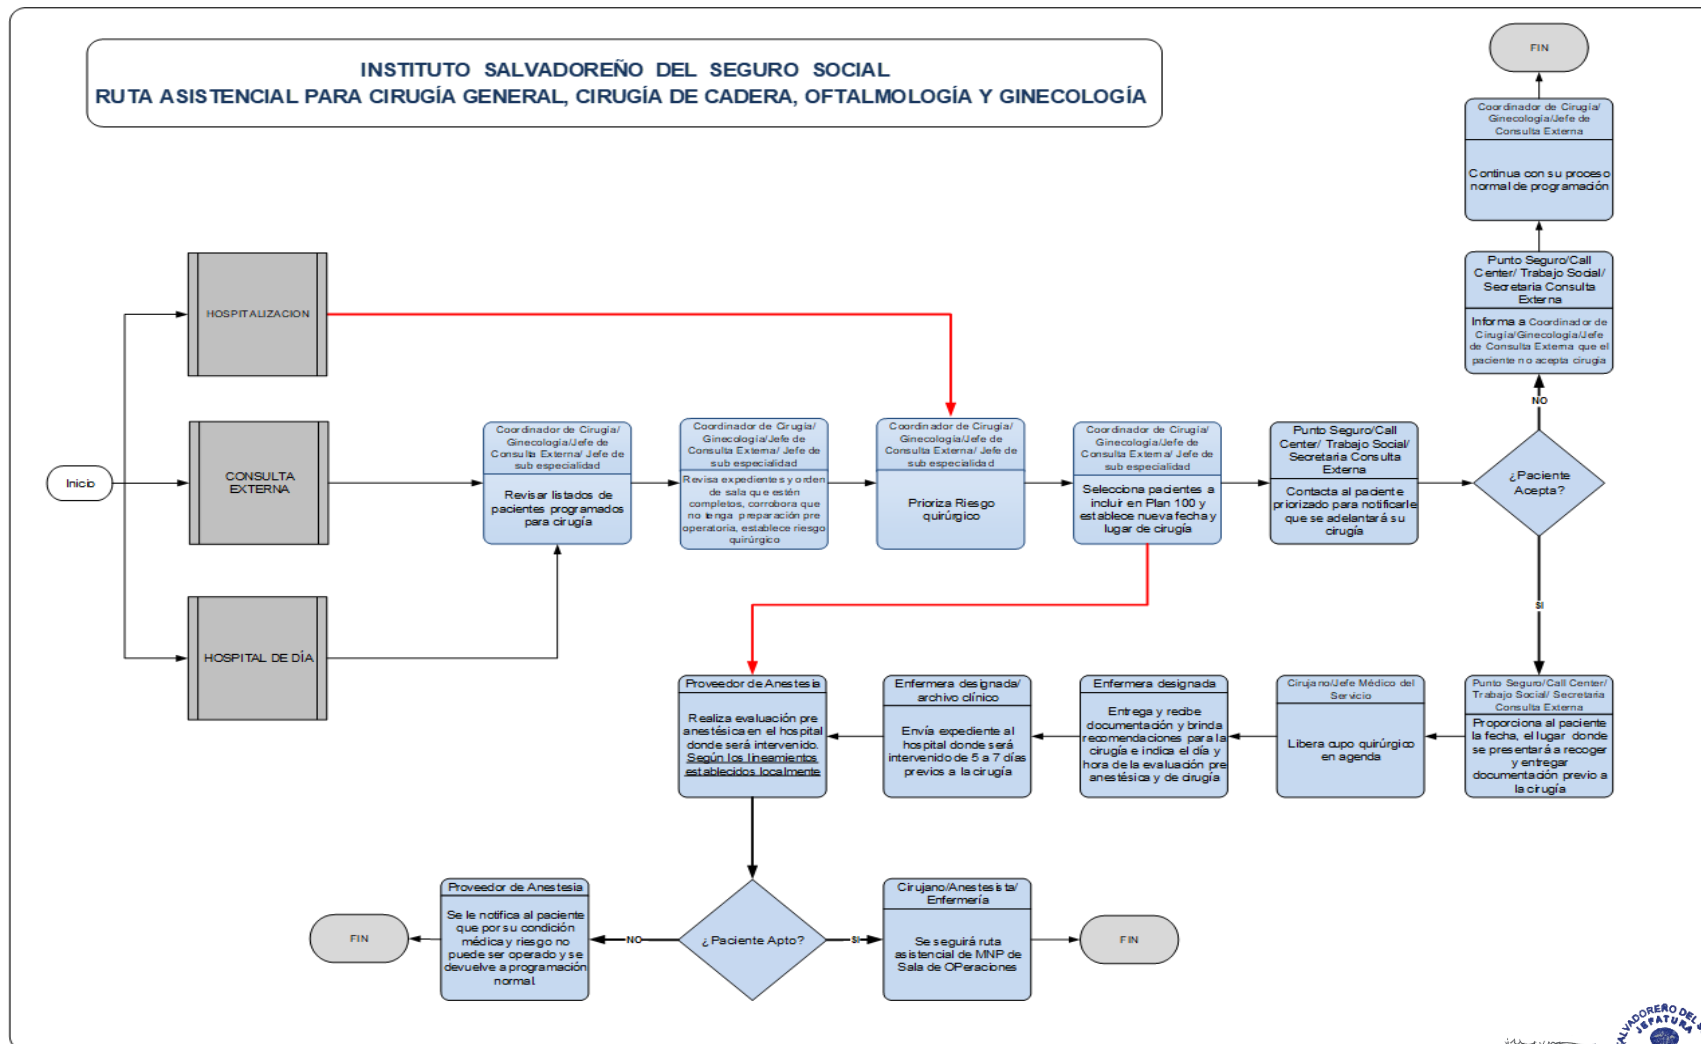 INSTITUTO SALVADOREÑO DEL SEGURO SOCIAL
RUTA ASISTENCIAL PARA CIRUGÍA GENERAL, CIRUGÍA DE CADERA, OFTALMOLOGÍA Y GINECOLOGÍA
FIN
Coordinador de Cirugía/
Ginecología/Jefe de
Consulta Externa
Continua con su proceso
normal de programación
Punto Seguro/Call
Center/ Trabajo Social/
Secretaria Consulta
Externa
Informa a Coordinador de
Cirugía/Ginecología/Jefe
de Consulta Externa que el
paciente no acepta cirugía
NO
HOSPITALIZACION
Inicio
CONSULTA
EXTERNA
Coordinador de Cirugía/
Ginecología/Jefe de
Consulta Externa/ Jefe de
sub especialidad
Revisar listados de
pacientes programados
para cirugía
Coordinador de Cirugía/
Ginecología/Jefe de
Consulta Externa/ Jefe de
sub especialidad
Revisa expedientes y orden
de sala que estén
completos, corrobora que
no tenga preparación pre
operatoria, establece riesgo
quirúrgico
Coordinador de Cirugía/
Ginecología/Jefe de
Consulta Externa/ Jefe de
sub especialidad
Prioriza Riesgo
quirúrgico
Coordinador de Cirugía/
Ginecología/Jefe de
Consulta Externa/ Jefe de
sub especialidad
Selecciona pacientes a
incluir en Plan 100 y
establece nueva fecha y
lugar de cirugía
Punto Seguro/Call
Center/ Trabajo Social/
Secretaria Consulta
Externa
Contacta al paciente
priorizado para notificarle
que se adelantará su
cirugía
¿Paciente
Acepta?
SI
HOSPITAL DE DÍA
Proveedor de Anestesia
Realiza evaluación pre
anestésica en el hospital
donde será intervenido.
Según los lineamientos
establecidos localmente
Enfermera designada/
archivo clínico
Envía expediente al
hospital donde será
intervenido de 5 a 7 días
previos a la cirugía
Enfermera designada
Entrega y recibe
documentación y brinda
recomendaciones para la
cirugía e indica el día y
hora de la evaluación pre
anestésica y de cirugía
Cirujano/Jefe Médico del
Servicio
Libera cupo quirúrgico
en agenda
Punto Seguro/Call Center/
Trabajo Social/ Secretaria
Consulta Externa
Proporciona al paciente
la fecha, el lugar donde
se presentará a recoger
y entregar
documentación previo a
la cirugía
FIN
Proveedor de Anestesia
Se le notifica al paciente
que por su condición
médica y riesgo no
puede ser operado y se
devuelve a programación
normal
NO
¿Paciente Apto?
SI
Cirujano/Anestesista/
Enfermería
Se seguirá ruta
asistencial de MNP de
Sala de OPeraciones
FIN
JEFATURA